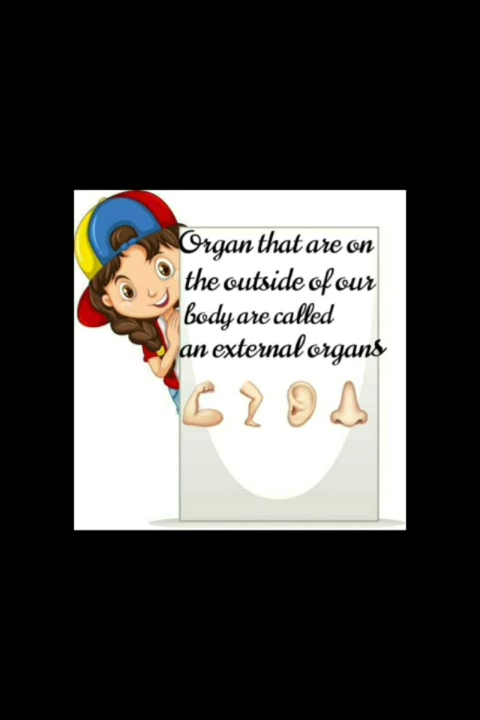 Organ that are on
the outside of our
body are called
an external organs